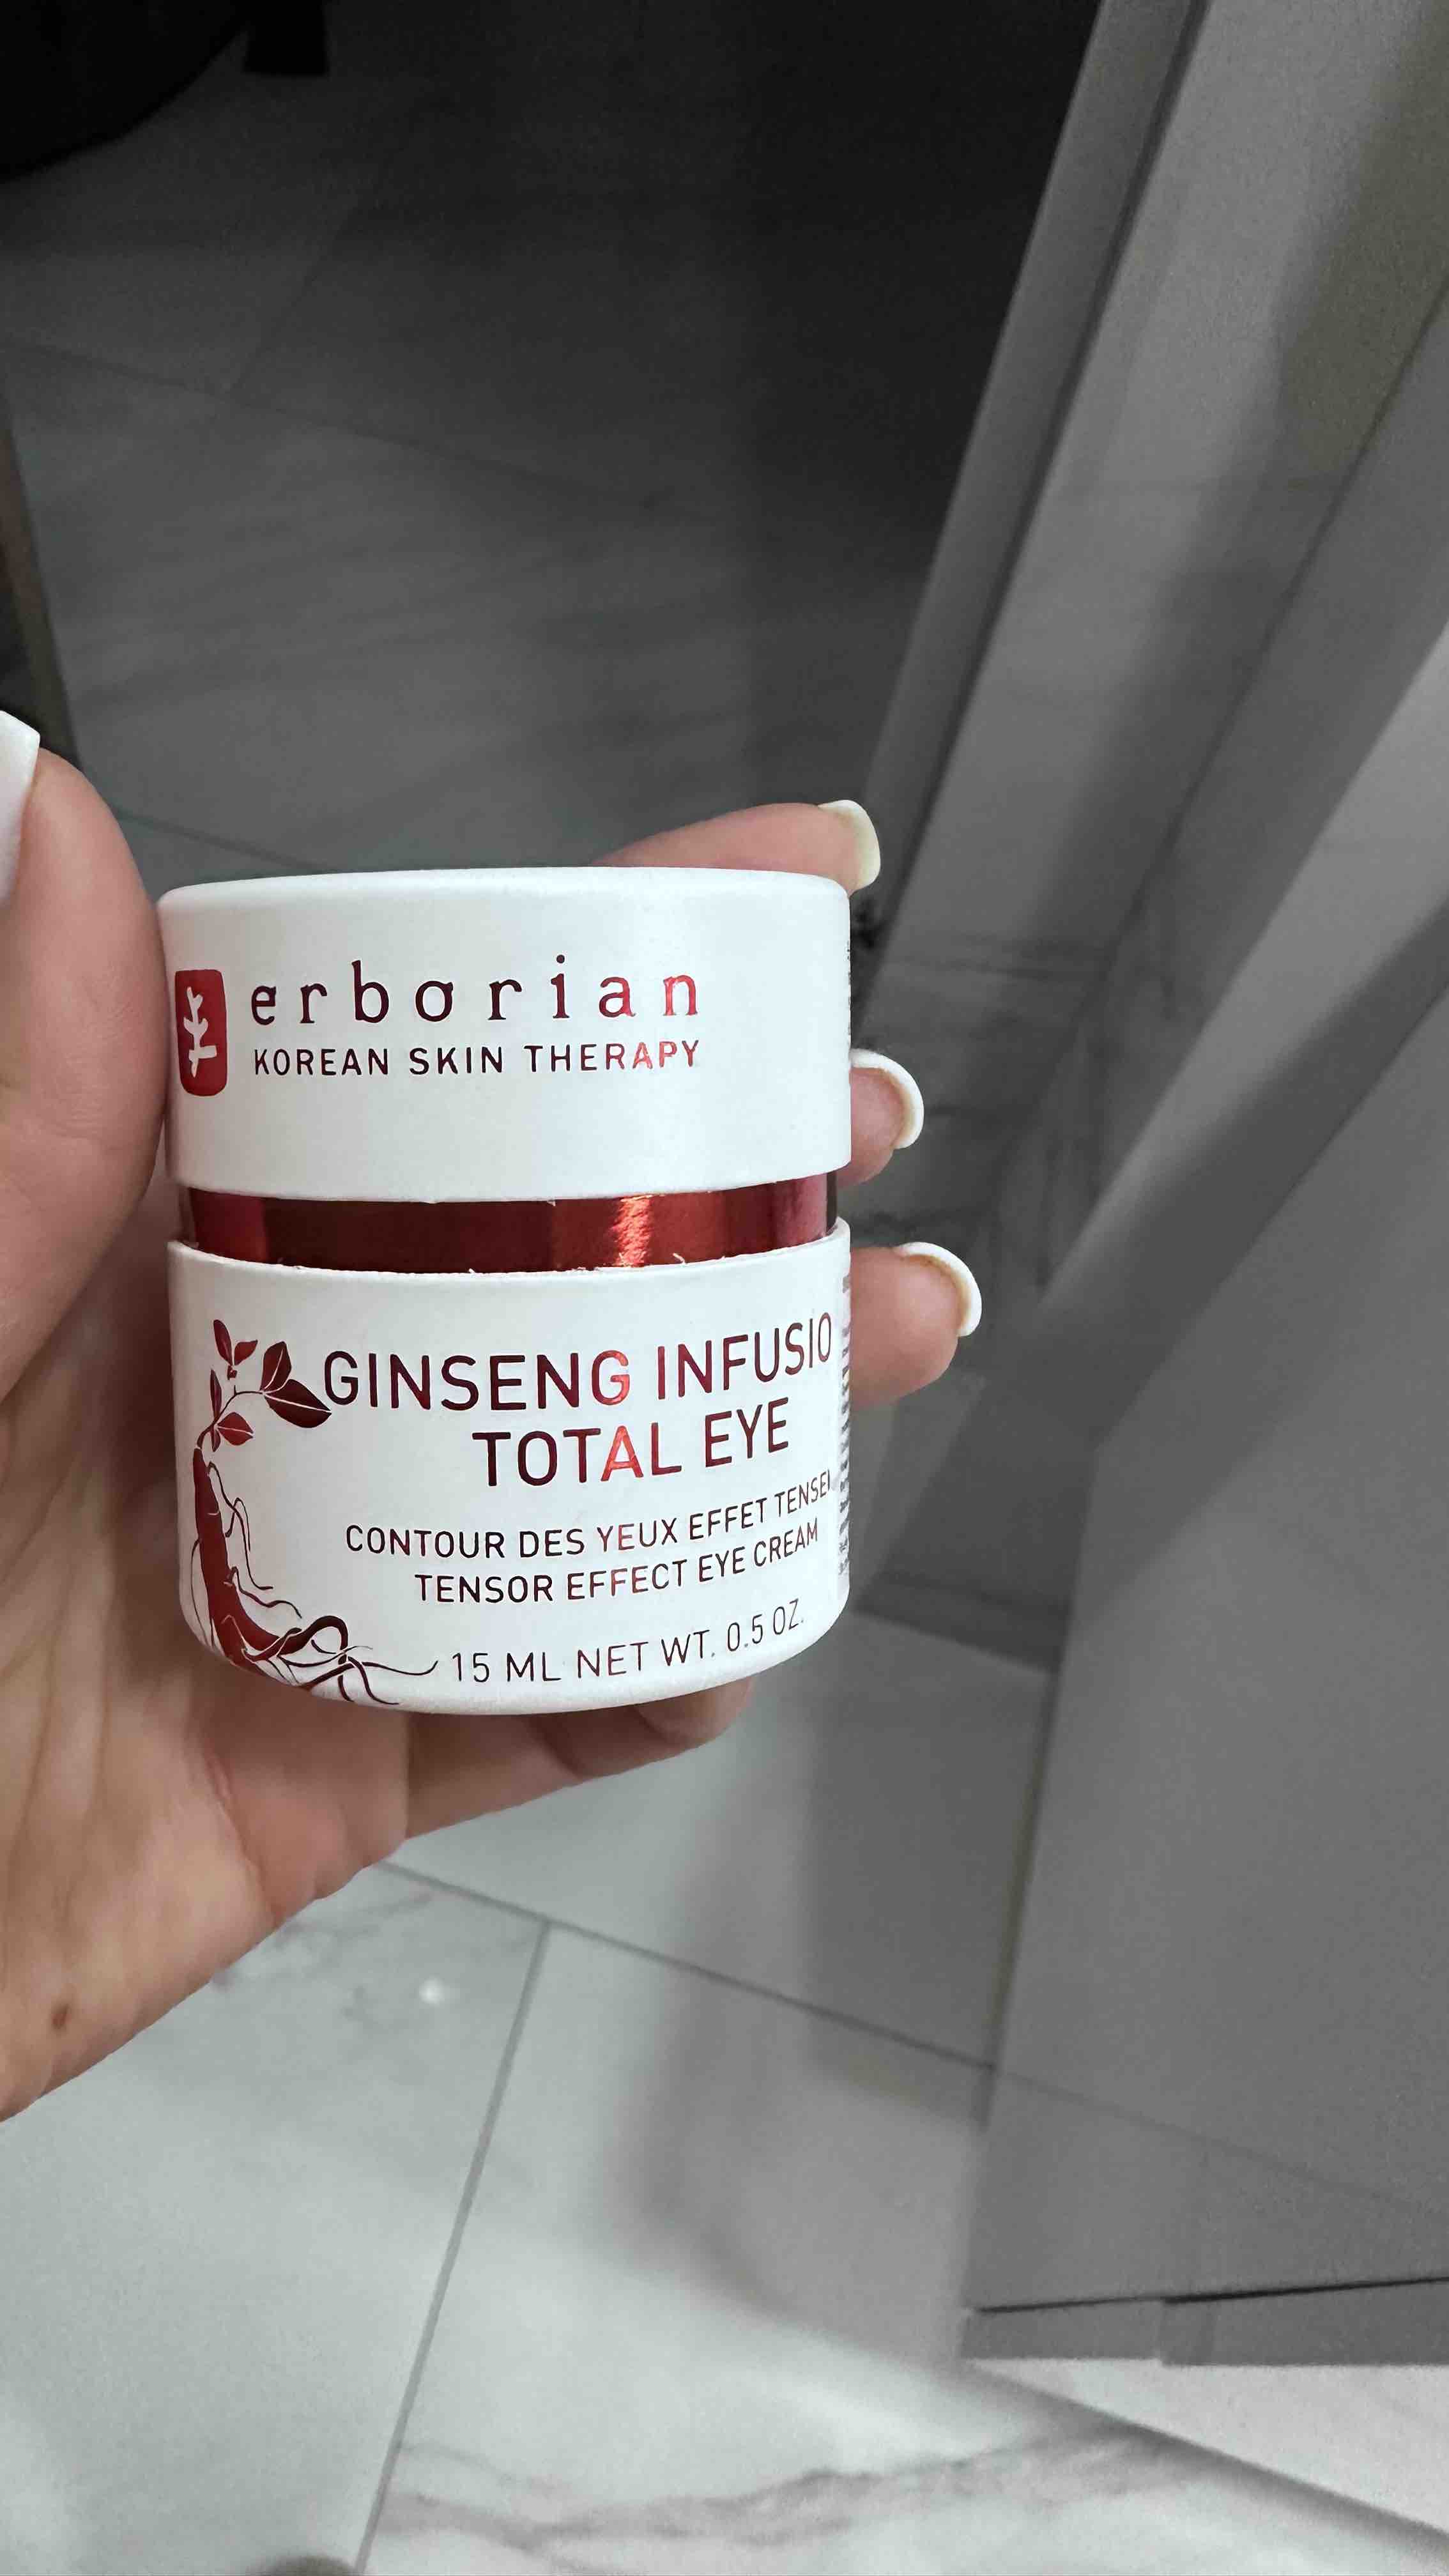 erborian
KOREAN SKIN THERAPY
GINSENG INFUSIO
TOTAL EYE
CONTOUR DES YEUX EFFET TENSE
TENSOR EFFECT EYE CREAM
15 ML NET WT. 0.5 OZ.